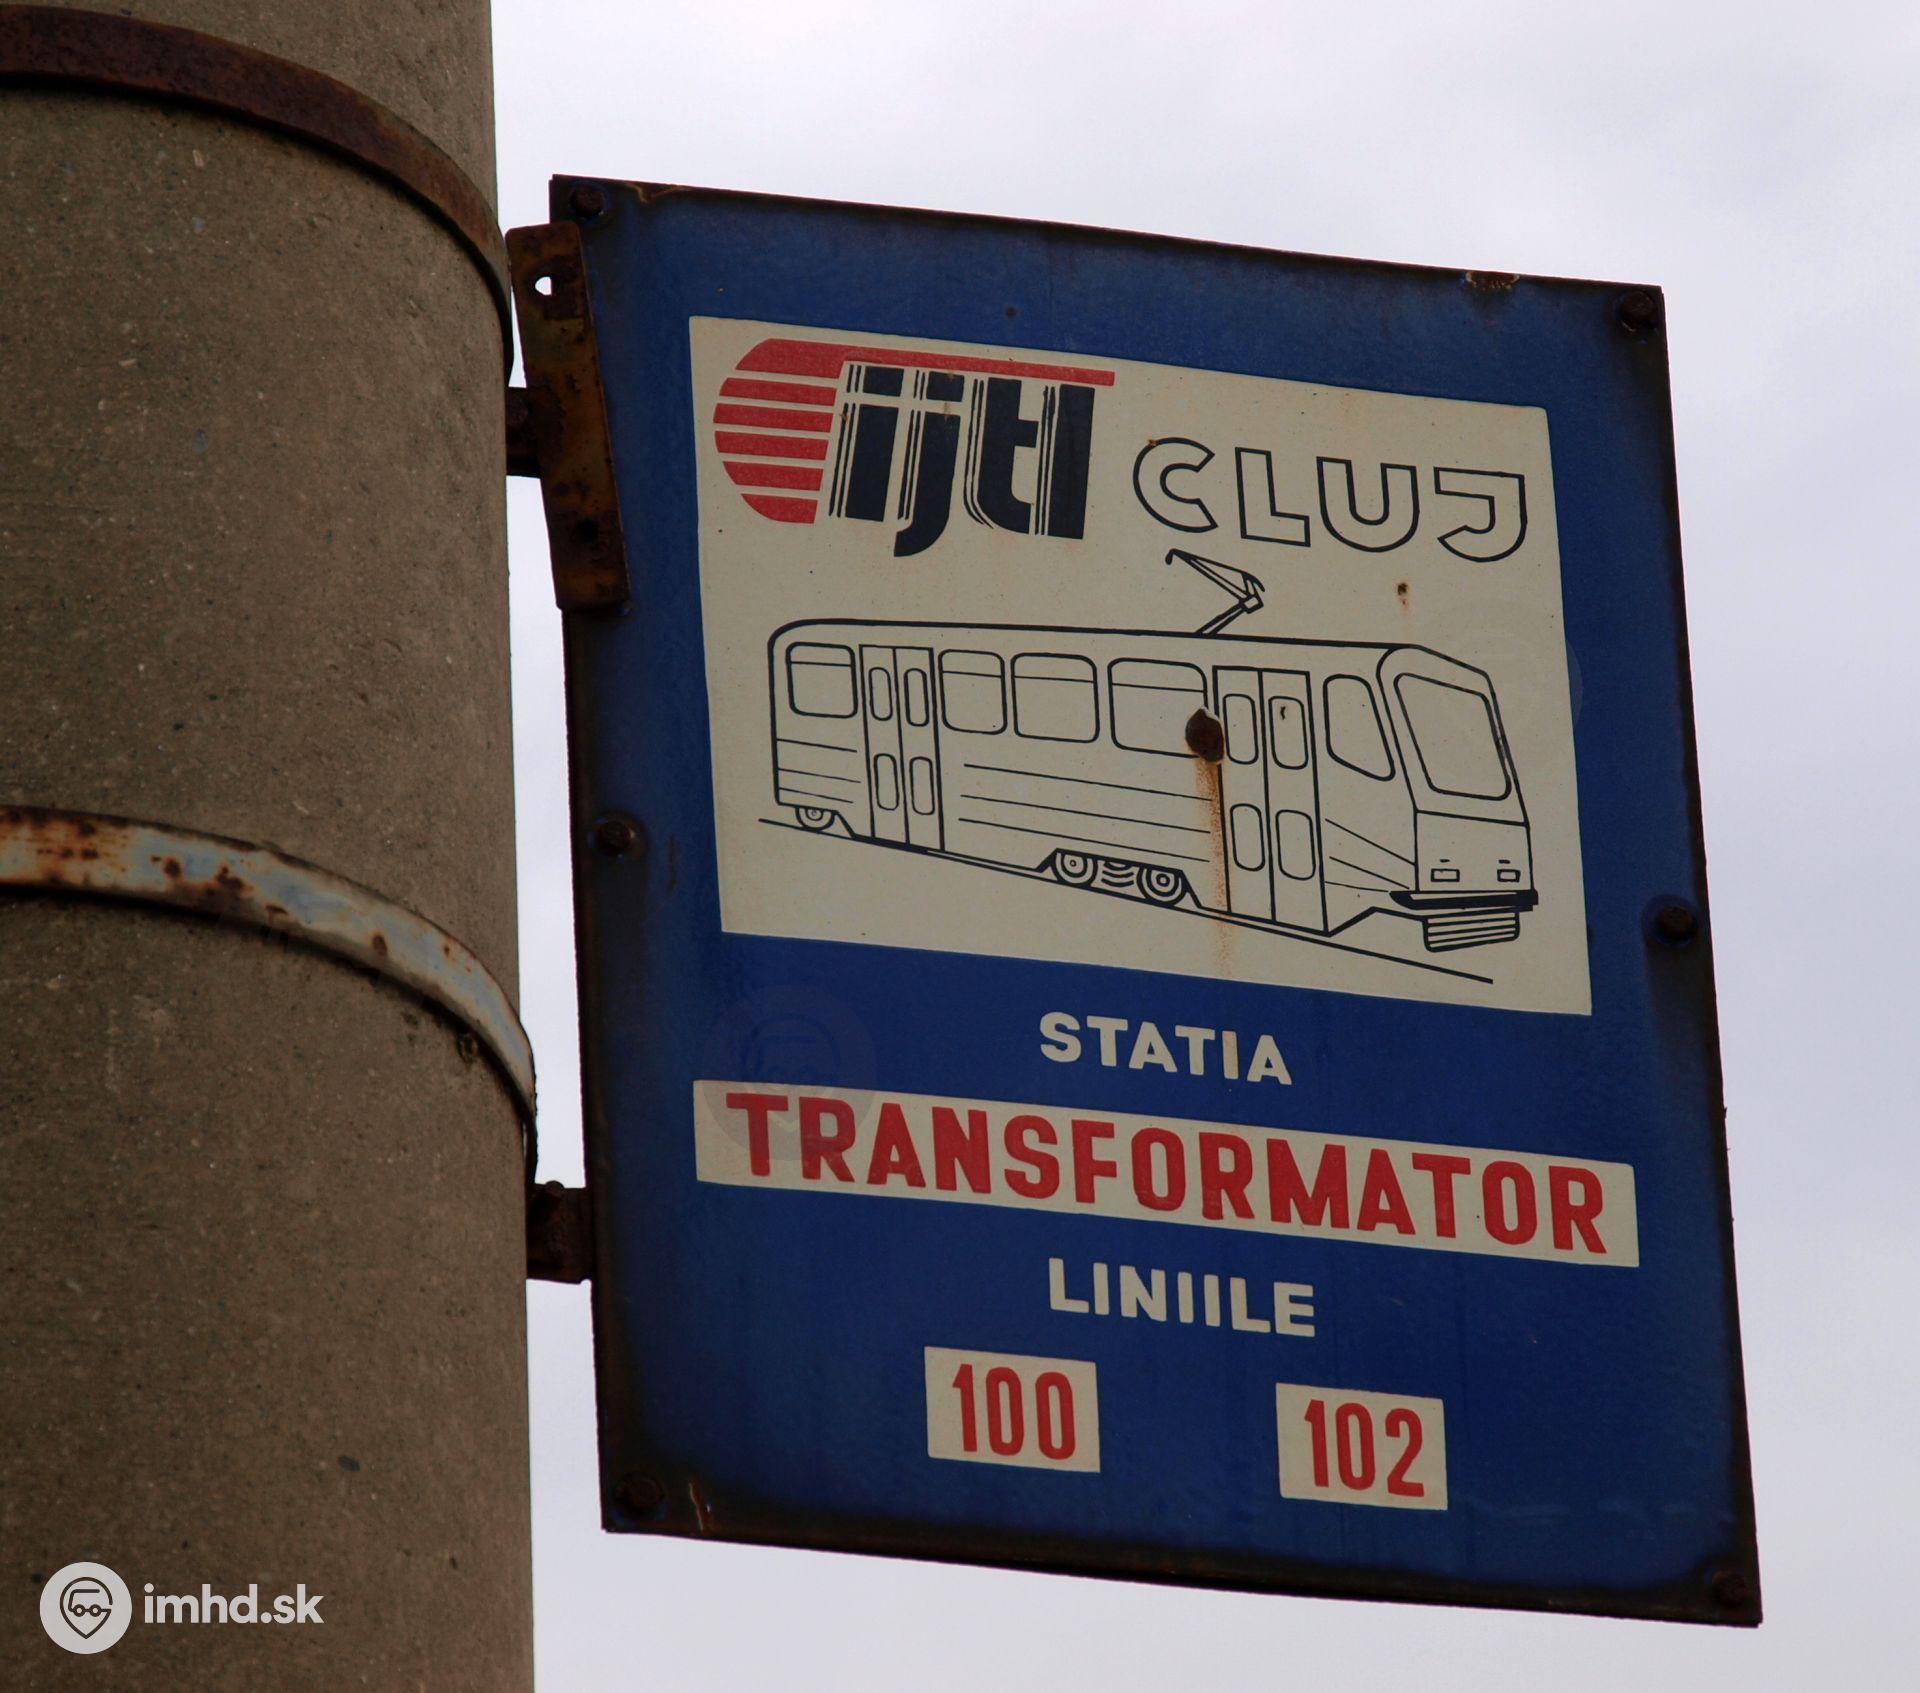 ijtl CLUJ
STATIA
TRANSFORMATOR
LINIILE
100 102
imhd.sk